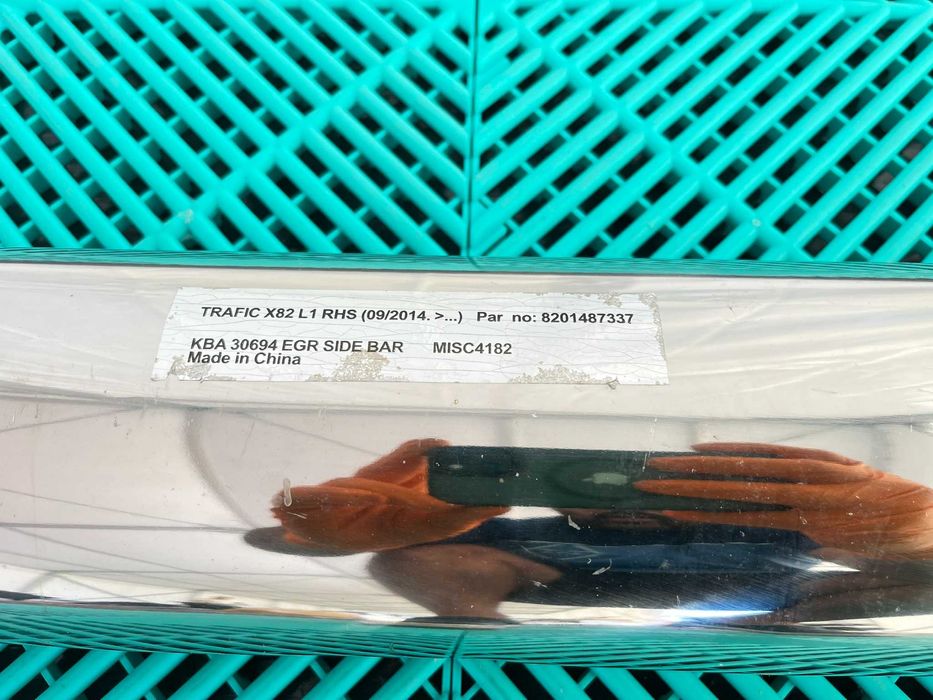 TRAFIC X82 L1 RHS (09/2014. >...) Par no: 8201487337
KBA 30694 EGR SIDE BAR MISC4182
Made in China